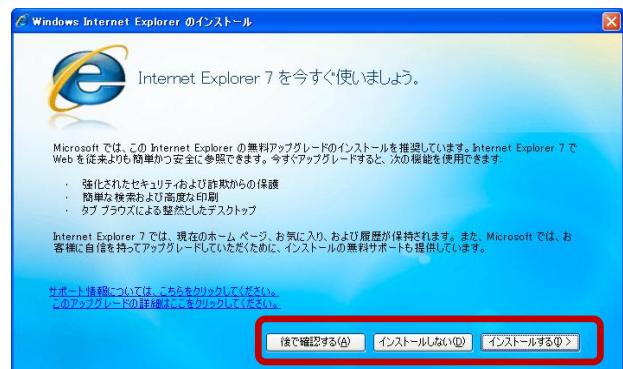 Windows Internet Explorer のインストール
Internet Explorer 7 を今すぐ使いましょう。
Microsoft では、この Internet Explorer の無料アップグレードのインストールを推奨しています。Internet Explorer 7 で
Web を従来よりも簡単かつ安全に参照できます。今すぐアップグレードすると、次の機能を使用できます:
・ 強化されたセキュリティおよび詐欺からの保護
・ 簡単な検索および高度な印刷
・ タブ ブラウズによる整然としたデスクトップ
Internet Explorer 7 では、現在のホーム ページ、お気に入り、および履歴が保持されます。また、Microsoft では、お
客様に自信を持ってアップグレードしていただくために、インストールの無料サポートも提供しています。
サポート情報については、こちらをクリックしてください。
このアップグレードの詳細はここをクリックしてください。
後で確認する(A) インストールしない(D) インストールする(I) >